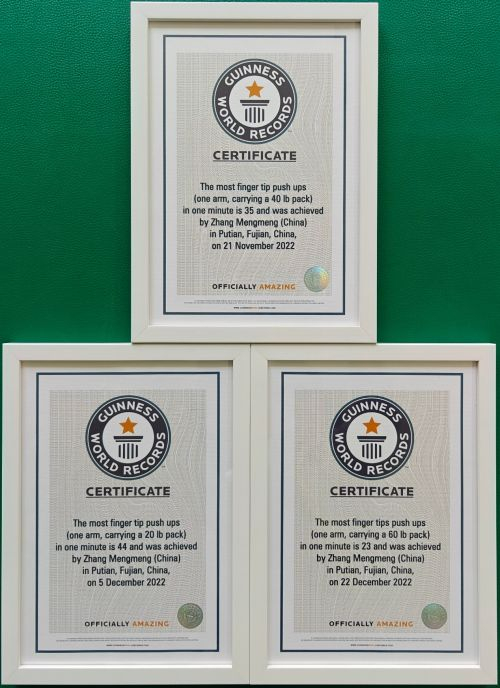 GUINNESS
WORLD RECORDS
CERTIFICATE
The most finger tip push ups
(one arm, carrying a 40 lb pack)
in one minute is 35 and was achieved
by Zhang Mengmeng (China)
in Putian, Fujian, China,
on 21 November 2022
OFFICIALLY AMAZING
GUINNESS
WORLD RECORDS
CERTIFICATE
The most finger tip push ups
(one arm, carrying a 20 lb pack)
in one minute is 44 and was achieved
by Zhang Mengmeng (China)
in Putian, Fujian, China,
on 5 December 2022
OFFICIALLY AMAZING
GUINNESS
WORLD RECORDS
CERTIFICATE
The most finger tips push ups
(one arm, carrying a 60 lb pack)
in one minute is 23 and was achieved
by Zhang Mengmeng (China)
in Putian, Fujian, China,
on 22 December 2022
OFFICIALLY AMAZING